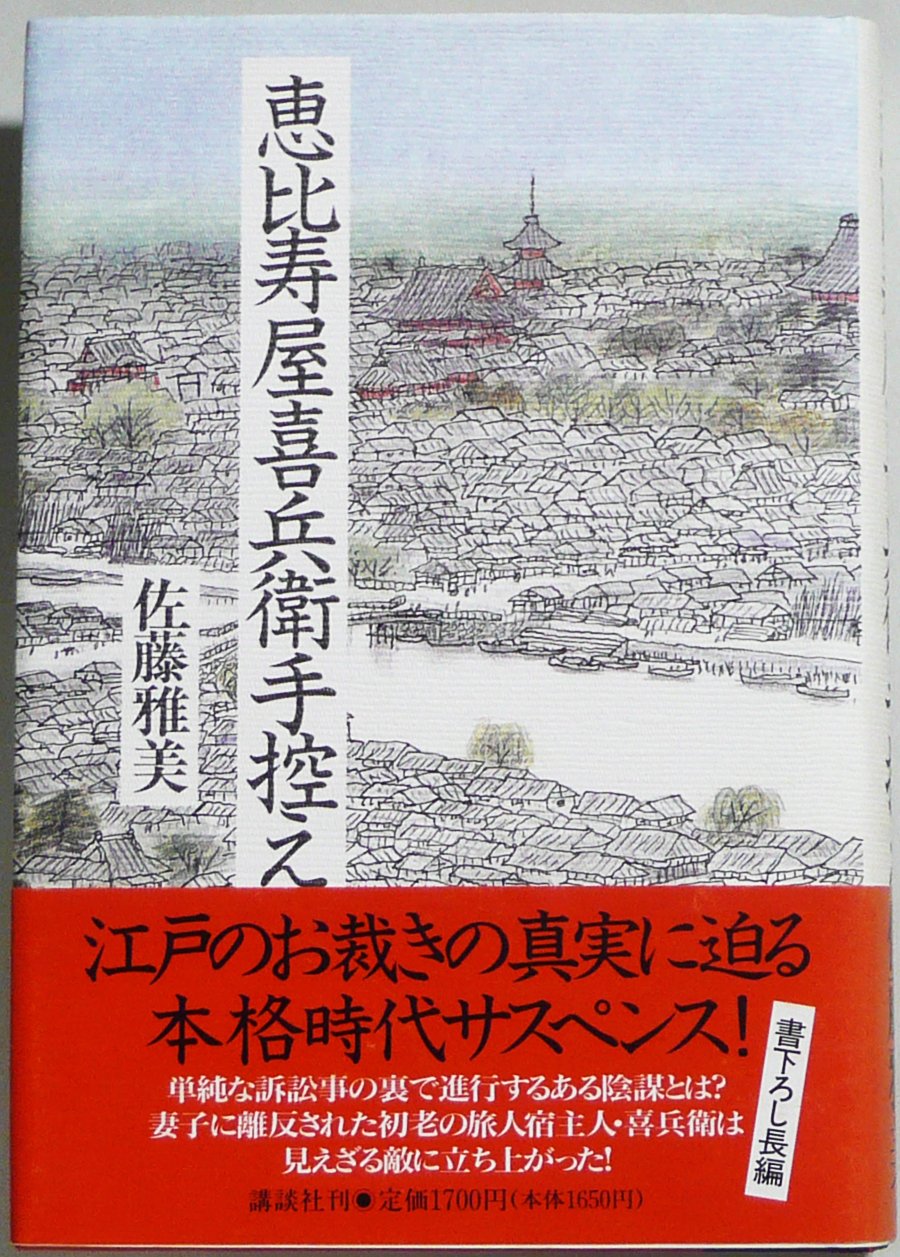 恵比寿屋喜兵衛手控え
佐藤雅美
江戸のお裁きの真実に迫る
本格時代サスペンス!
書下ろし長編
単純な訴訟事の裏で進行するある陰謀とは?
妻子に離反された初老の旅人宿主人・喜兵衛は
見えざる敵に立ち上がった!
講談社刊●定価1700円(本体1650円)